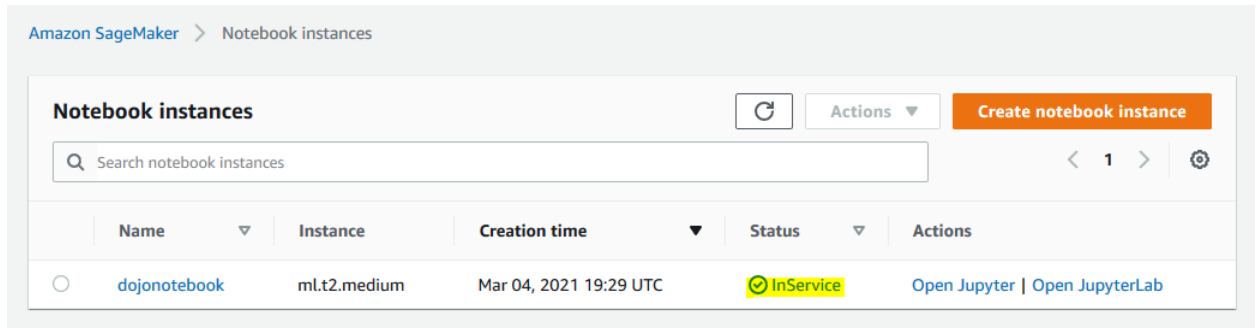 Amazon SageMaker > Notebook instances
Notebook instances
Actions
Create notebook instance
Search notebook instances
< 1 >
Name Instance Creation time Status Actions
dojonotebook ml.t2.medium Mar 04, 2021 19:29 UTC InService Open Jupyter | Open JupyterLab